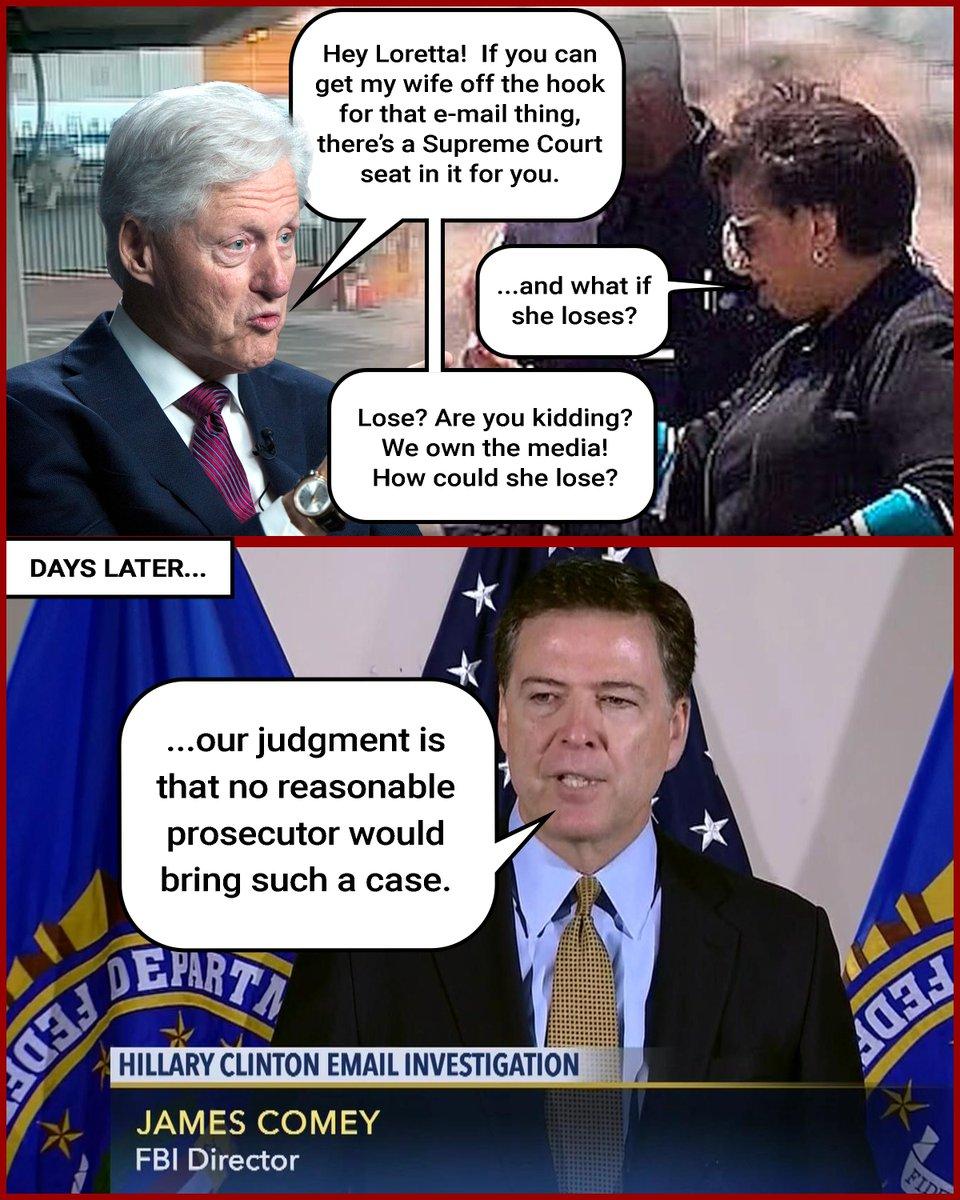 Hey Loretta!  If you can
get my wife off the hook
for that e-mail thing,
there's a Supreme Court
seat in it for you.
...and what if
she loses?
Lose? Are you kidding?
We own the media!
How could she lose?
DAYS LATER...
...our judgment is
that no reasonable
prosecutor would
bring such a case.
DEPARTM
FEDE
FEDE
HILLARY CLINTON EMAIL INVESTIGATION
JAMES COMEY
FBI Director
FIDE